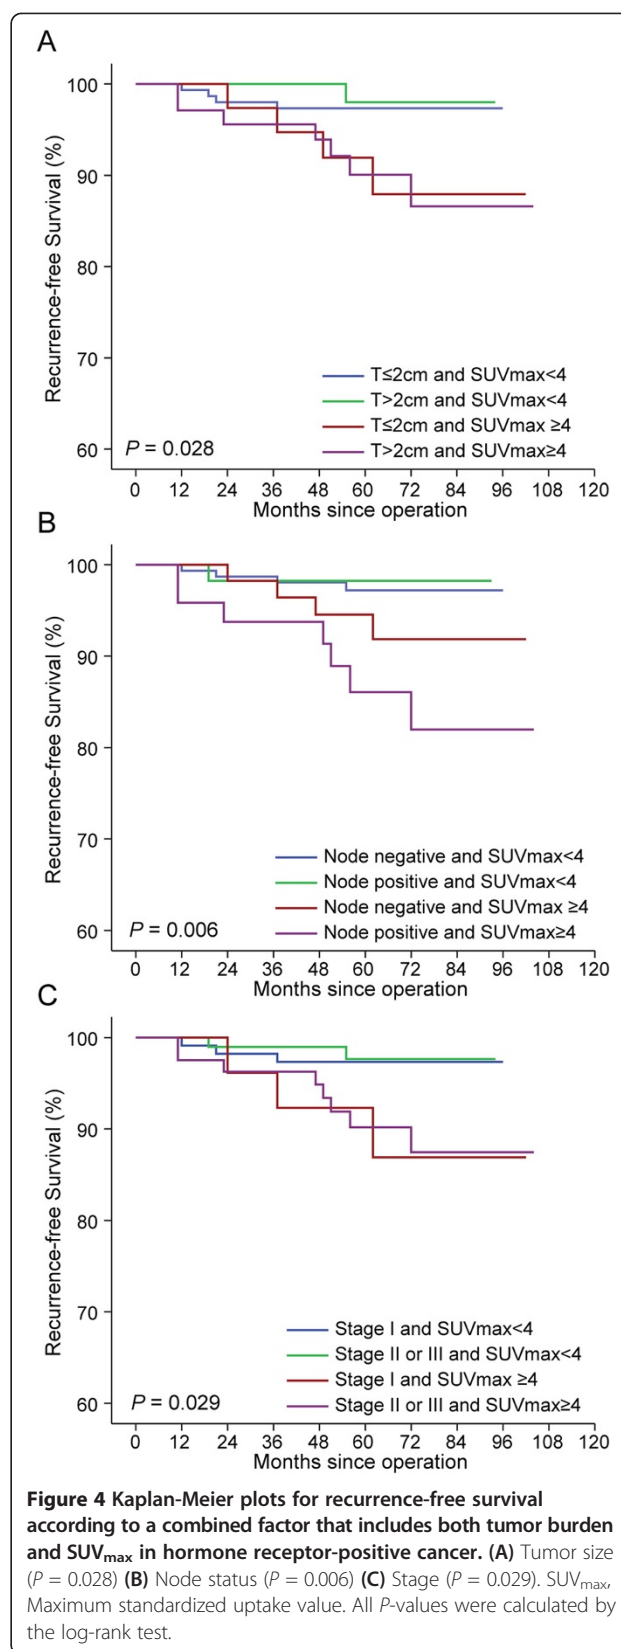 A
100
90
80
70
60
Recurrence-free Survival (%)
T≤2cm and SUVmax<4
T>2cm and SUVmax<4
T≤2cm and SUVmax ≥4
T>2cm and SUVmax≥4
P = 0.028
0 12 24 36 48 60 72 84 96 108 120
Months since operation
B
100
90
80
70
60
Recurrence-free Survival (%)
Node negative and SUVmax<4
Node positive and SUVmax<4
Node negative and SUVmax ≥4
Node positive and SUVmax≥4
P = 0.006
0 12 24 36 48 60 72 84 96 108 120
Months since operation
C
100
90
80
70
60
Recurrence-free Survival (%)
Stage I and SUVmax<4
Stage II or III and SUVmax<4
Stage I and SUVmax ≥4
Stage II or III and SUVmax≥4
P = 0.029
0 12 24 36 48 60 72 84 96 108 120
Months since operation
Figure 4 Kaplan-Meier plots for recurrence-free survival
according to a combined factor that includes both tumor burden
and SUVmax in hormone receptor-positive cancer. (A) Tumor size
(P = 0.028) (B) Node status (P = 0.006) (C) Stage (P = 0.029). SUVmax,
Maximum standardized uptake value. All P-values were calculated by
the log-rank test.